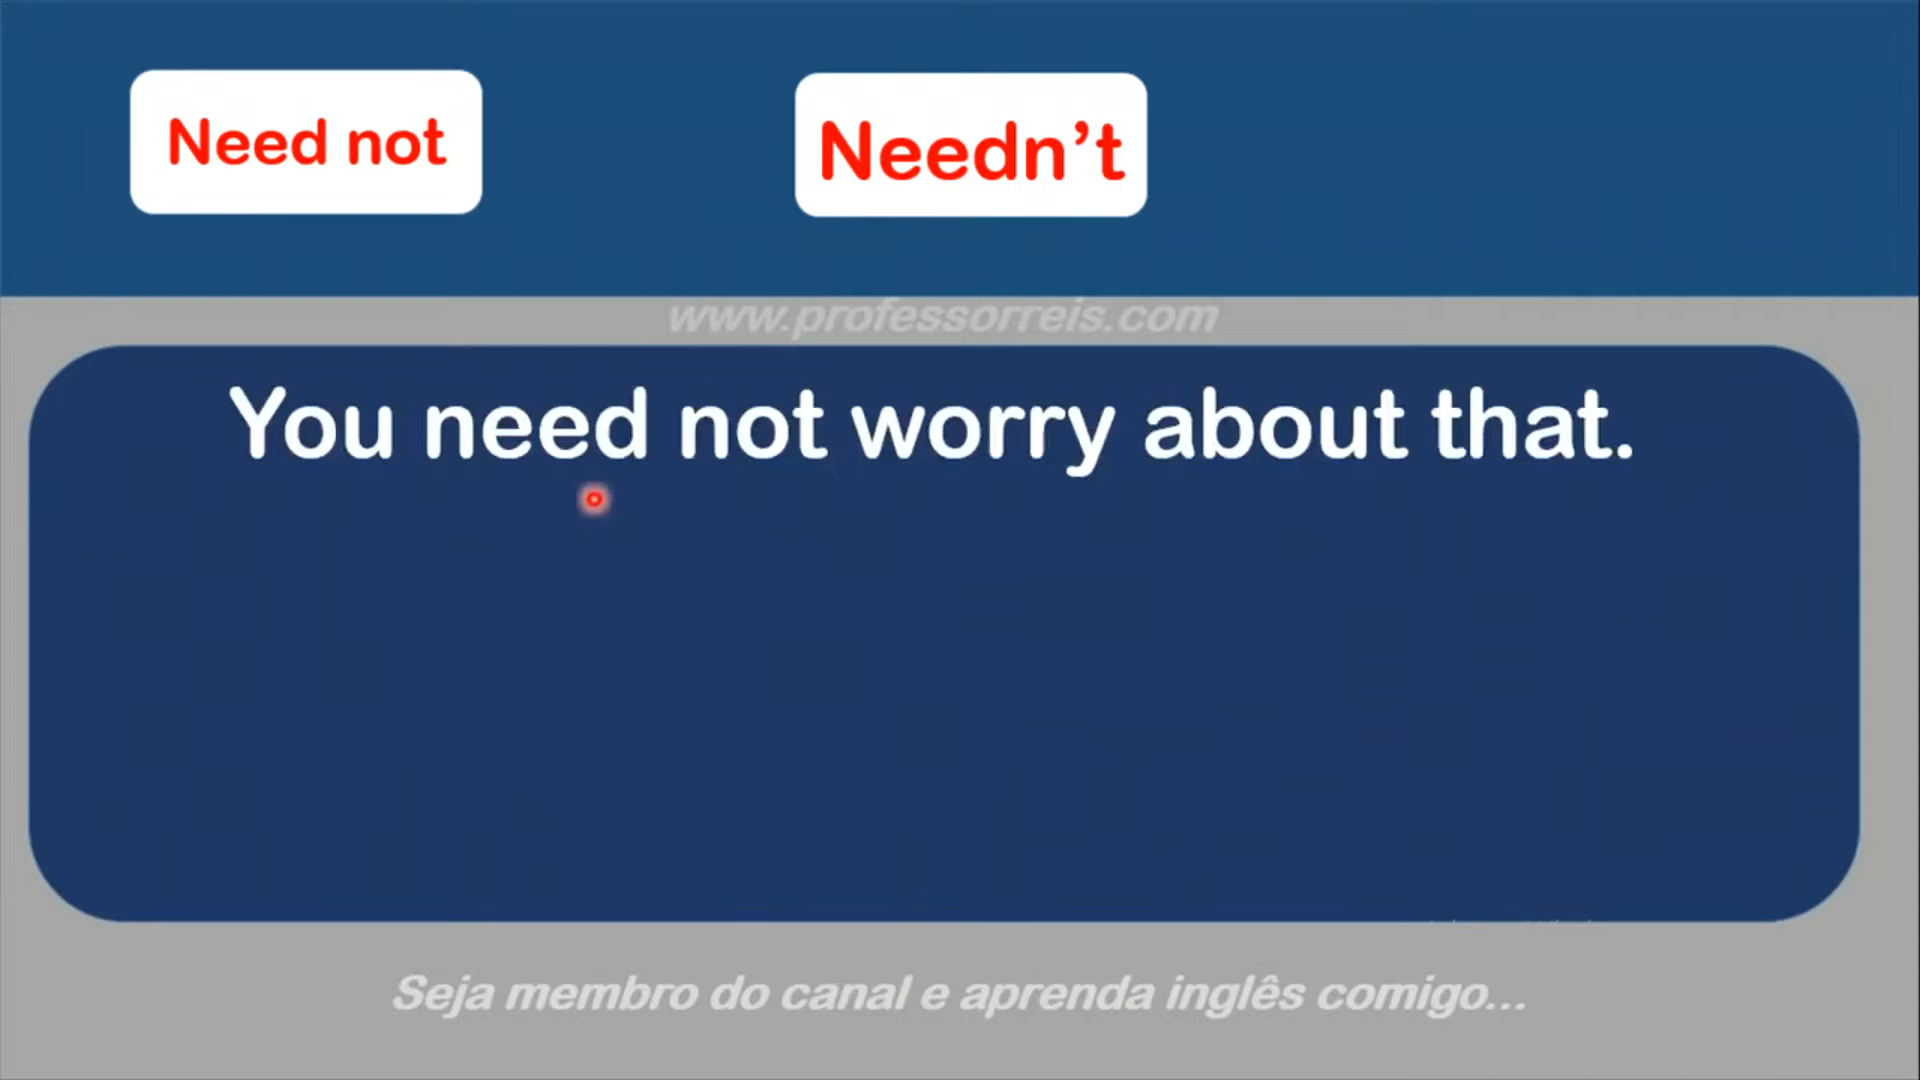 Need not
Needn’t
www.professorreis.com
You need not worry about that.
Seja membro do canal e aprenda inglês comigo...